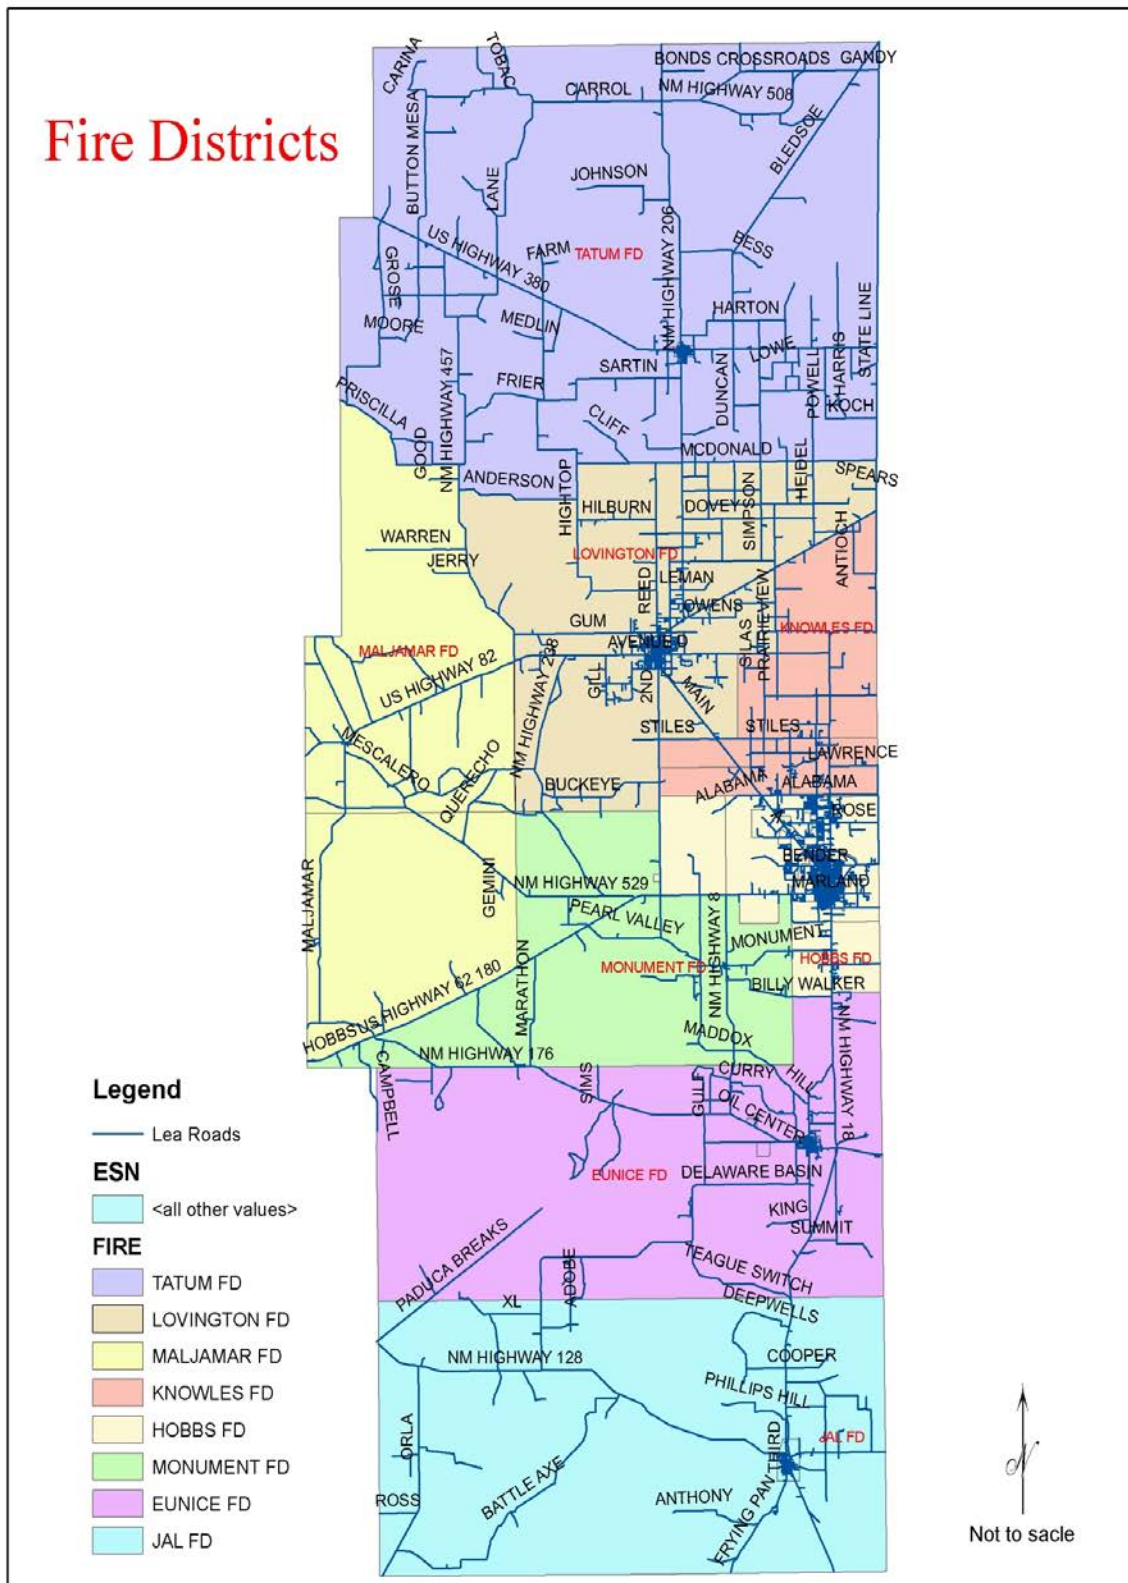 Fire Districts
CARINA
TOBAC
BONDS
CROSSROADS
GANDY
CARROL
NM HIGHWAY 508
BUTTON MESA
LANE
JOHNSON
BLEDSOE
NM HIGHWAY 206
US HIGHWAY 380
FARM
TATUM FD
BESS
GROSE
MOORE
MEDLIN
HARTON
LOWE
STATE LINE
HARRIS
POWELL
SARTIN
DUNCAN
KOCH
PRISCILLA
NM HIGHWAY 457
FRIER
CLIFF
GOOD
MCDONALD
ANDERSON
HIGHTOP
HEIDEL
SPEARS
HILBURN
DOVEY
SIMPSON
WARREN
JERRY
LOVINGTON FD
ANTIOCH
REED
LEMAN
OWENS
GUM
AVENUE D
SILAS
PRAIRIEVIEW
KNOWLES FD
MALJAMAR FD
US HIGHWAY 82
NM HIGHWAY 238
GILL
2ND
MAIN
STILES
STILES
LAWRENCE
MESCALERO
QUERECHO
BUCKEYE
ALABAMA
ALABAMA
ROSE
BENDER
MARLAND
MALJAMAR
GEMINI
NM HIGHWAY 529
PEARL VALLEY
NM HIGHWAY 8
MONUMENT
MONUMENT FD
HOBBS FD
BILLY WALKER
MARATHON
HOBBS
US HIGHWAY 62 180
MADDOX
NM HIGHWAY 176
CAMPBELL
SIMS
GULF
CURRY
HILL
NM HIGHWAY 18
OIL CENTER
EUNICE FD
DELAWARE BASIN
KING
SUMMIT
PADUCA BREAKS
ADOBE
TEAGUE SWITCH
DEEPWELLS
XL
NM HIGHWAY 128
COOPER
PHILLIPS HILL
ORLA
THIRD
JAL FD
BATTLE AXE
ROSS
ANTHONY
FRYING PAN
Legend
Lea Roads
ESN
<all other values>
FIRE
TATUM FD
LOVINGTON FD
MALJAMAR FD
KNOWLES FD
HOBBS FD
MONUMENT FD
EUNICE FD
JAL FD
N
Not to sacle